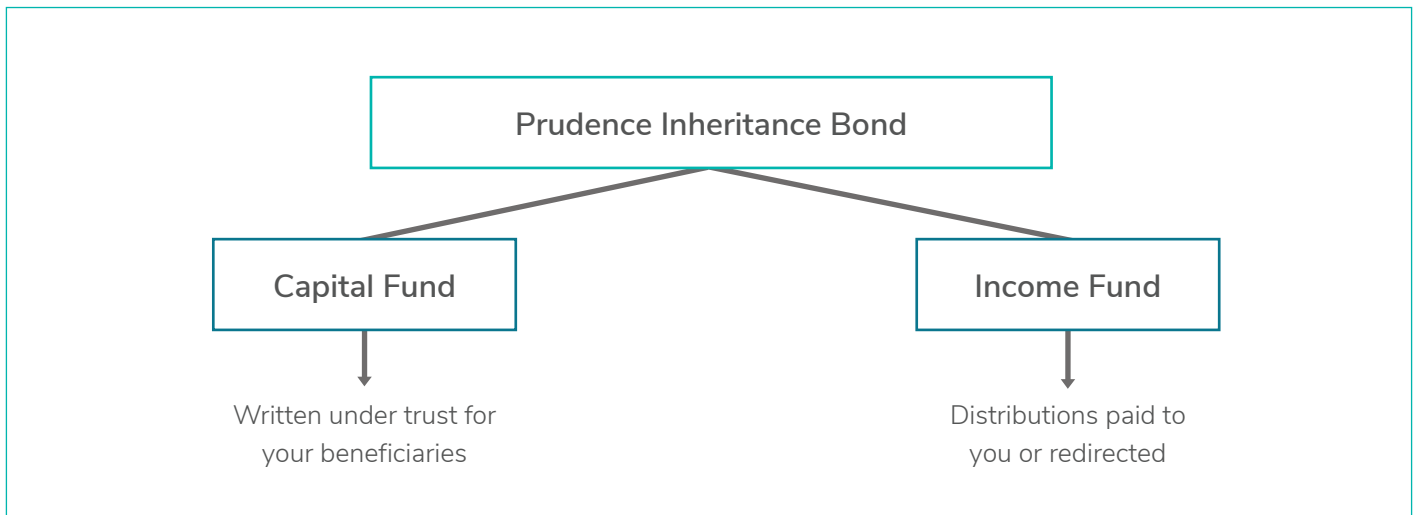 Prudence Inheritance Bond
Capital Fund
Income Fund
Written under trust for
your beneficiaries
Distributions paid to
you or redirected